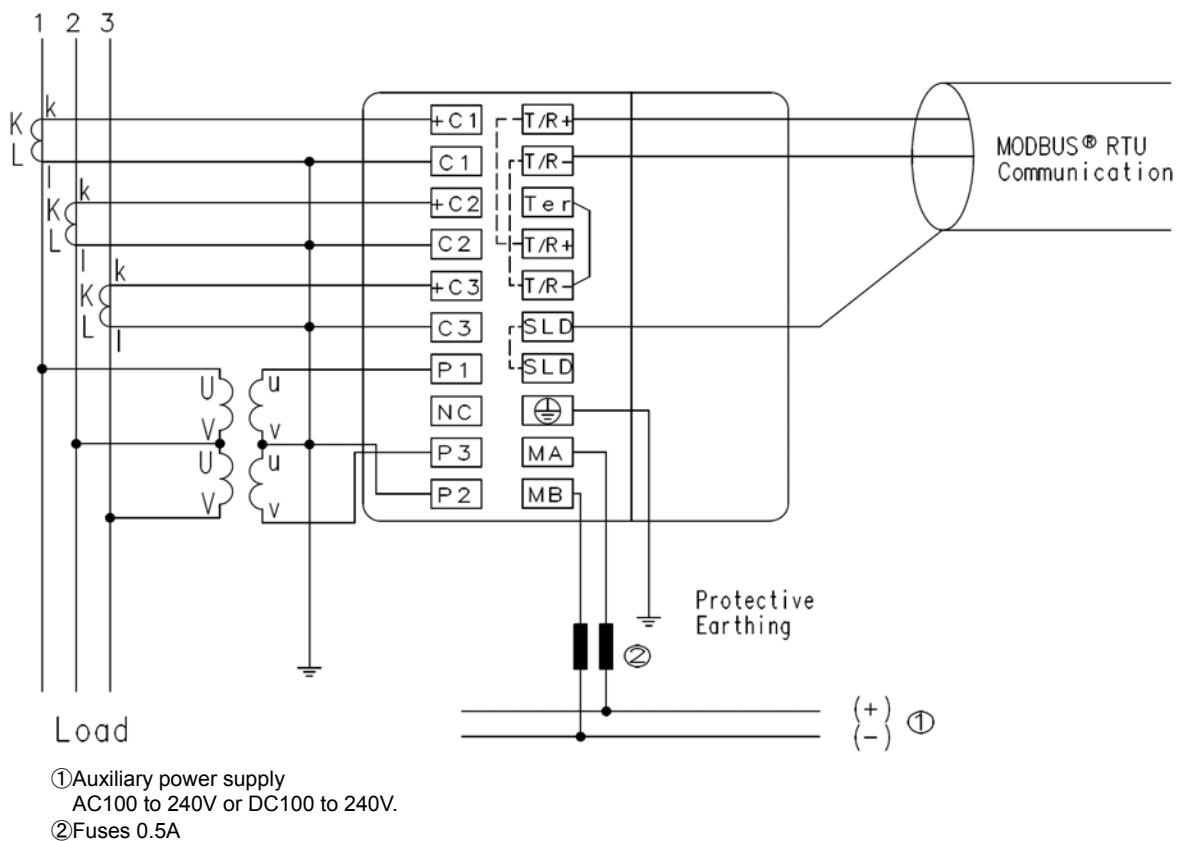 1 2 3
K k +C1 T/R+
L l C1 T/R-
K k +C2 Ter
L l C2 T/R+
K k +C3 T/R-
L l C3 SLD
MODBUS® RTU
Communication
U u P1 SLD
V v NC
U u P3 MA
V v P2 MB
Protective
Earthing
②
Load
(+)
(-)
①
①Auxiliary power supply
AC100 to 240V or DC100 to 240V.
②Fuses 0.5A